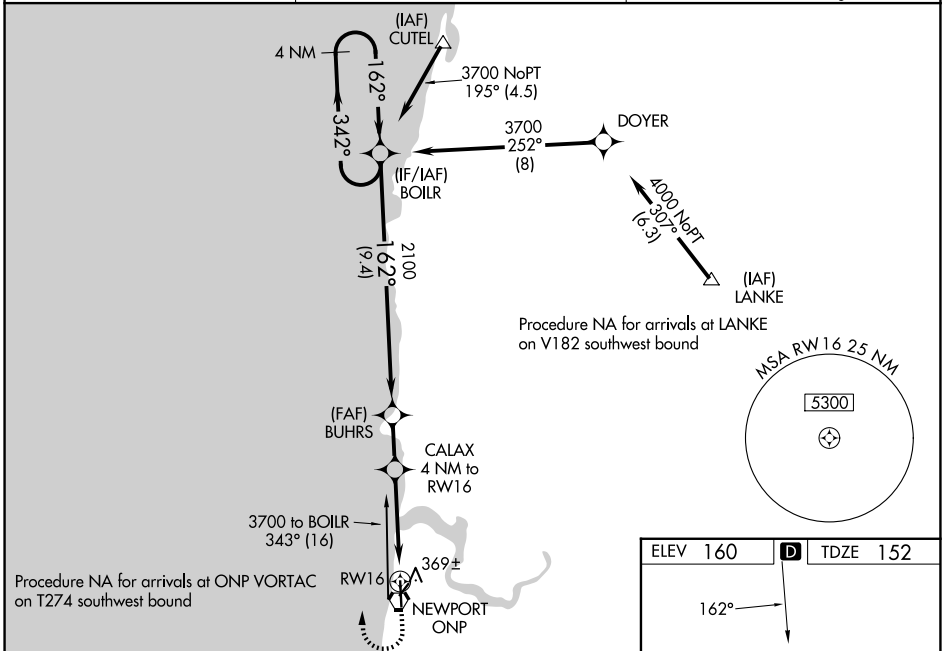 (IAF)
CUTEL
4 NM
162°
342°
3700 NoPT
195° (4.5)
3700
252°
(8)
DOYER
(IF/IAF)
BOILR
4000 NoPT
307°
(6.3)
(IAF)
LANKE
2100
162°
(9.4)
Procedure NA for arrivals at LANKE
on V182 southwest bound
MSA RW16 25 NM
5300
(FAF)
BUHRS
CALAX
4 NM to
RW16
3700 to BOILR
343° (16)
369±
RW16
NEWPORT
ONP
Procedure NA for arrivals at ONP VORTAC
on T274 southwest bound
ELEV 160
D
TDZE 152
162°